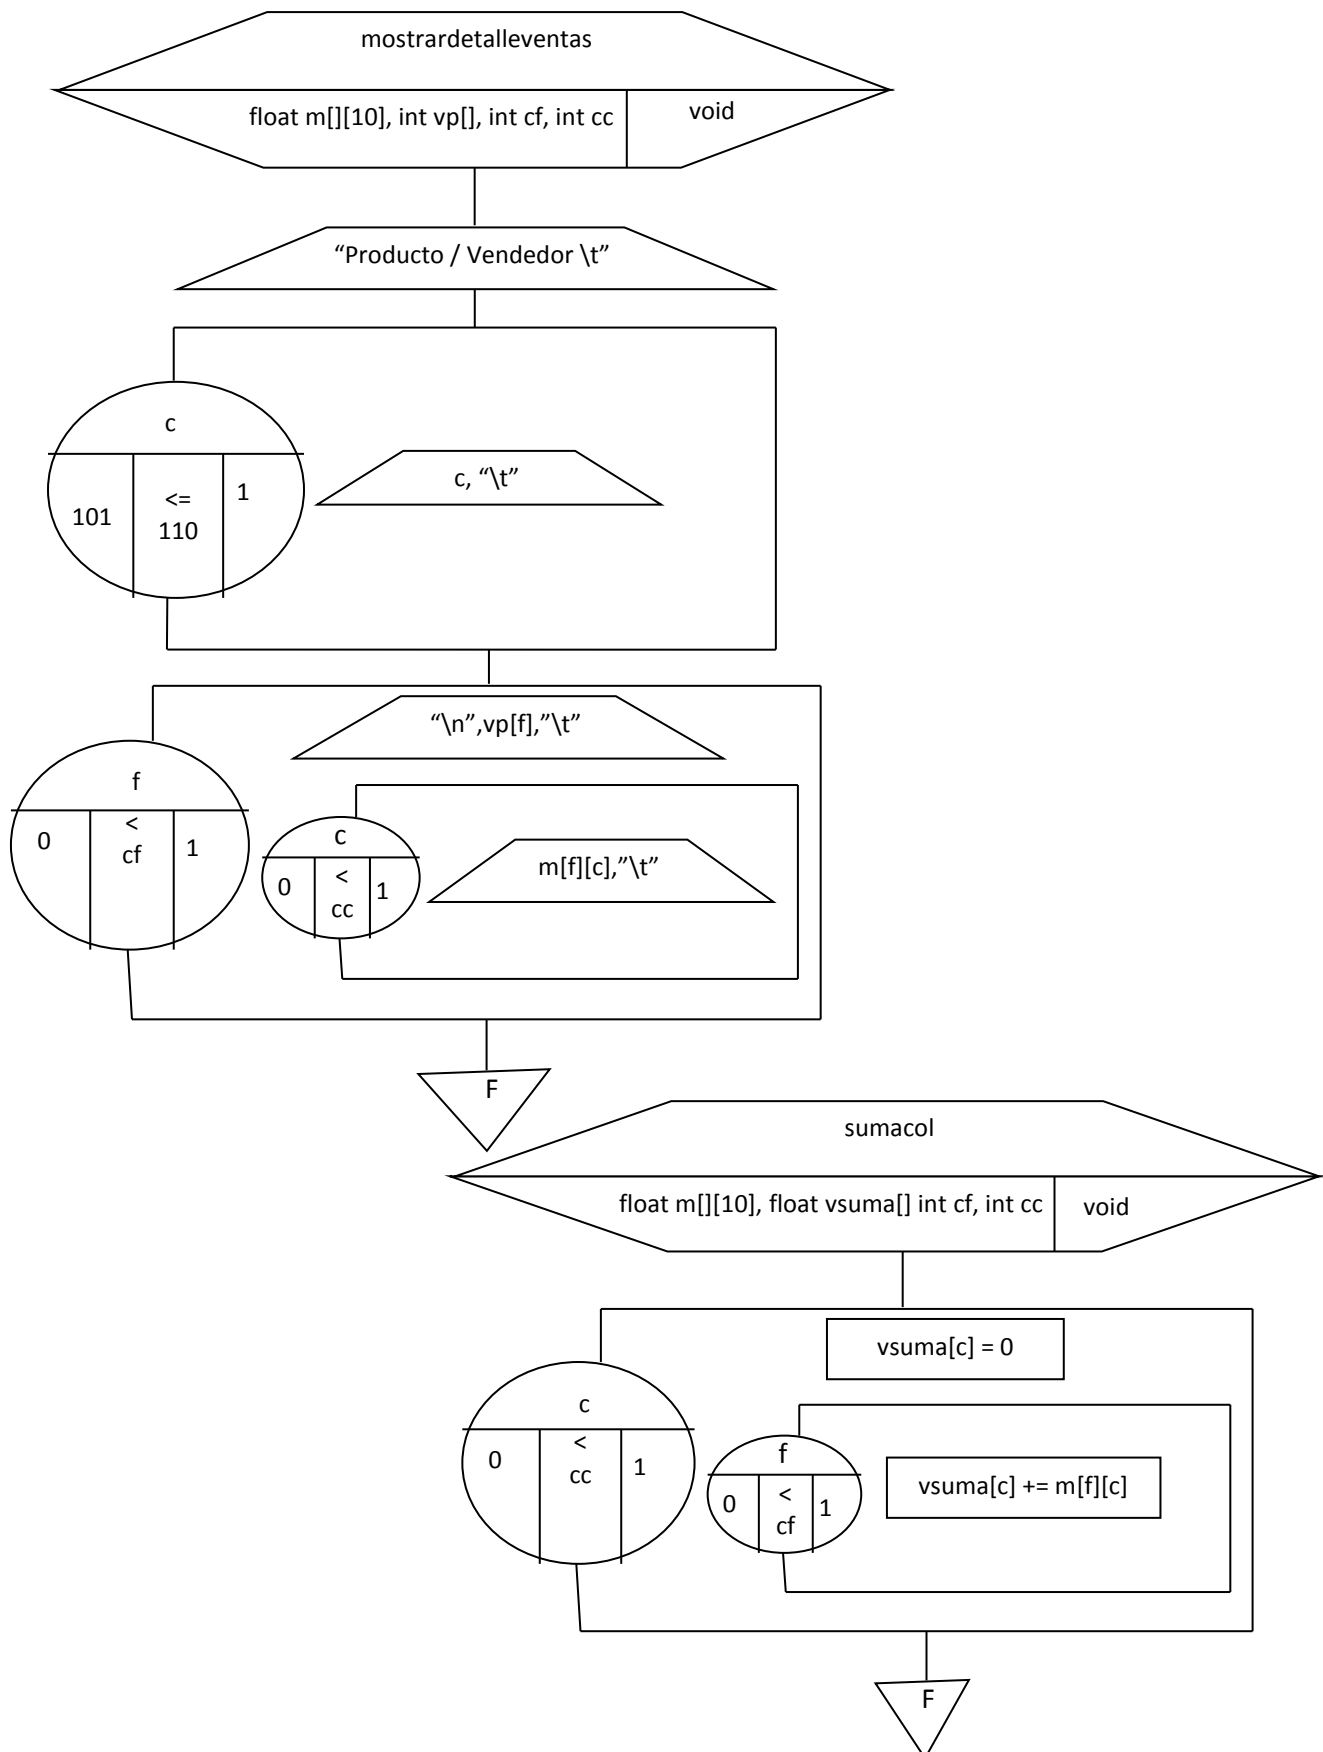 mostrardetalleventas
float m[][10], int vp[], int cf, int cc
void
“Producto / Vendedor \t”
c
101
<=
110
1
c, “\t”
“\n”,vp[f],”\t”
f
0
<
cf
1
c
0
<
cc
1
m[f][c],”\t”
F
sumacol
float m[][10], float vsuma[] int cf, int cc
void
vsuma[c] = 0
c
0
<
cc
1
f
0
<
cf
1
vsuma[c] += m[f][c]
F